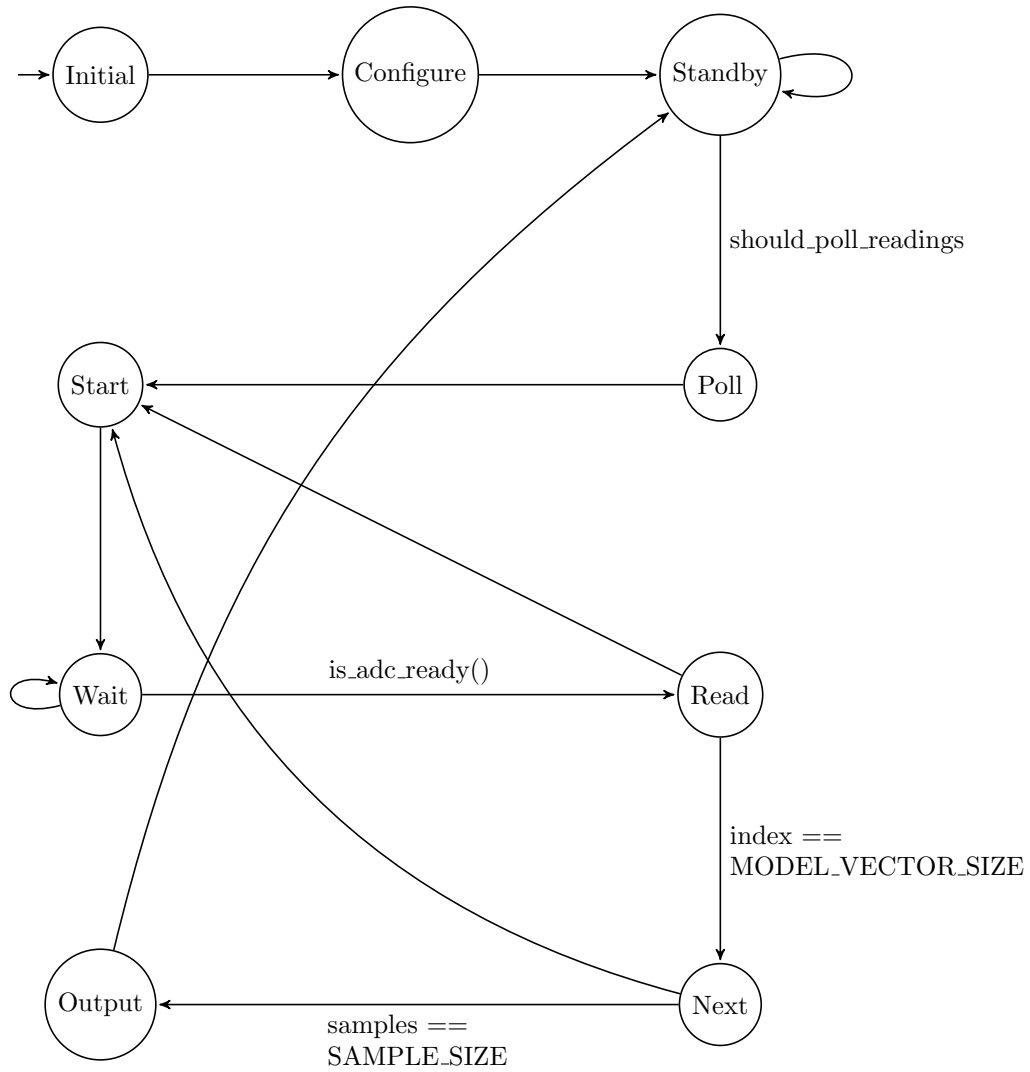 Initial
Configure
Standby
should_poll_readings
Start
Poll
is_adc_ready()
Wait
Read
index ==
MODEL_VECTOR_SIZE
Output
Next
samples ==
SAMPLE_SIZE